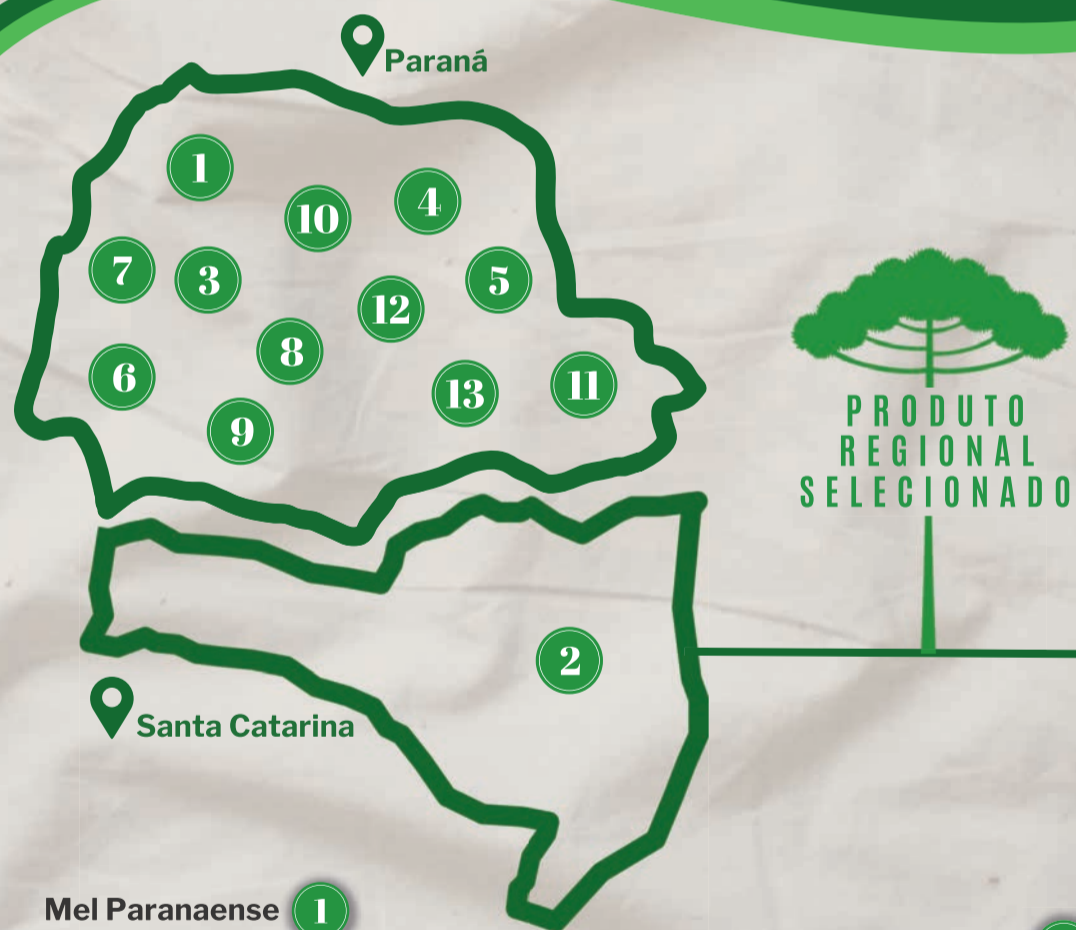 Paraná
1
4
10
7
3
5
12
8
6
13
11
9
PRODUTO
REGIONAL
SELECIONADO
2
Santa Catarina
Mel Paranaense 1